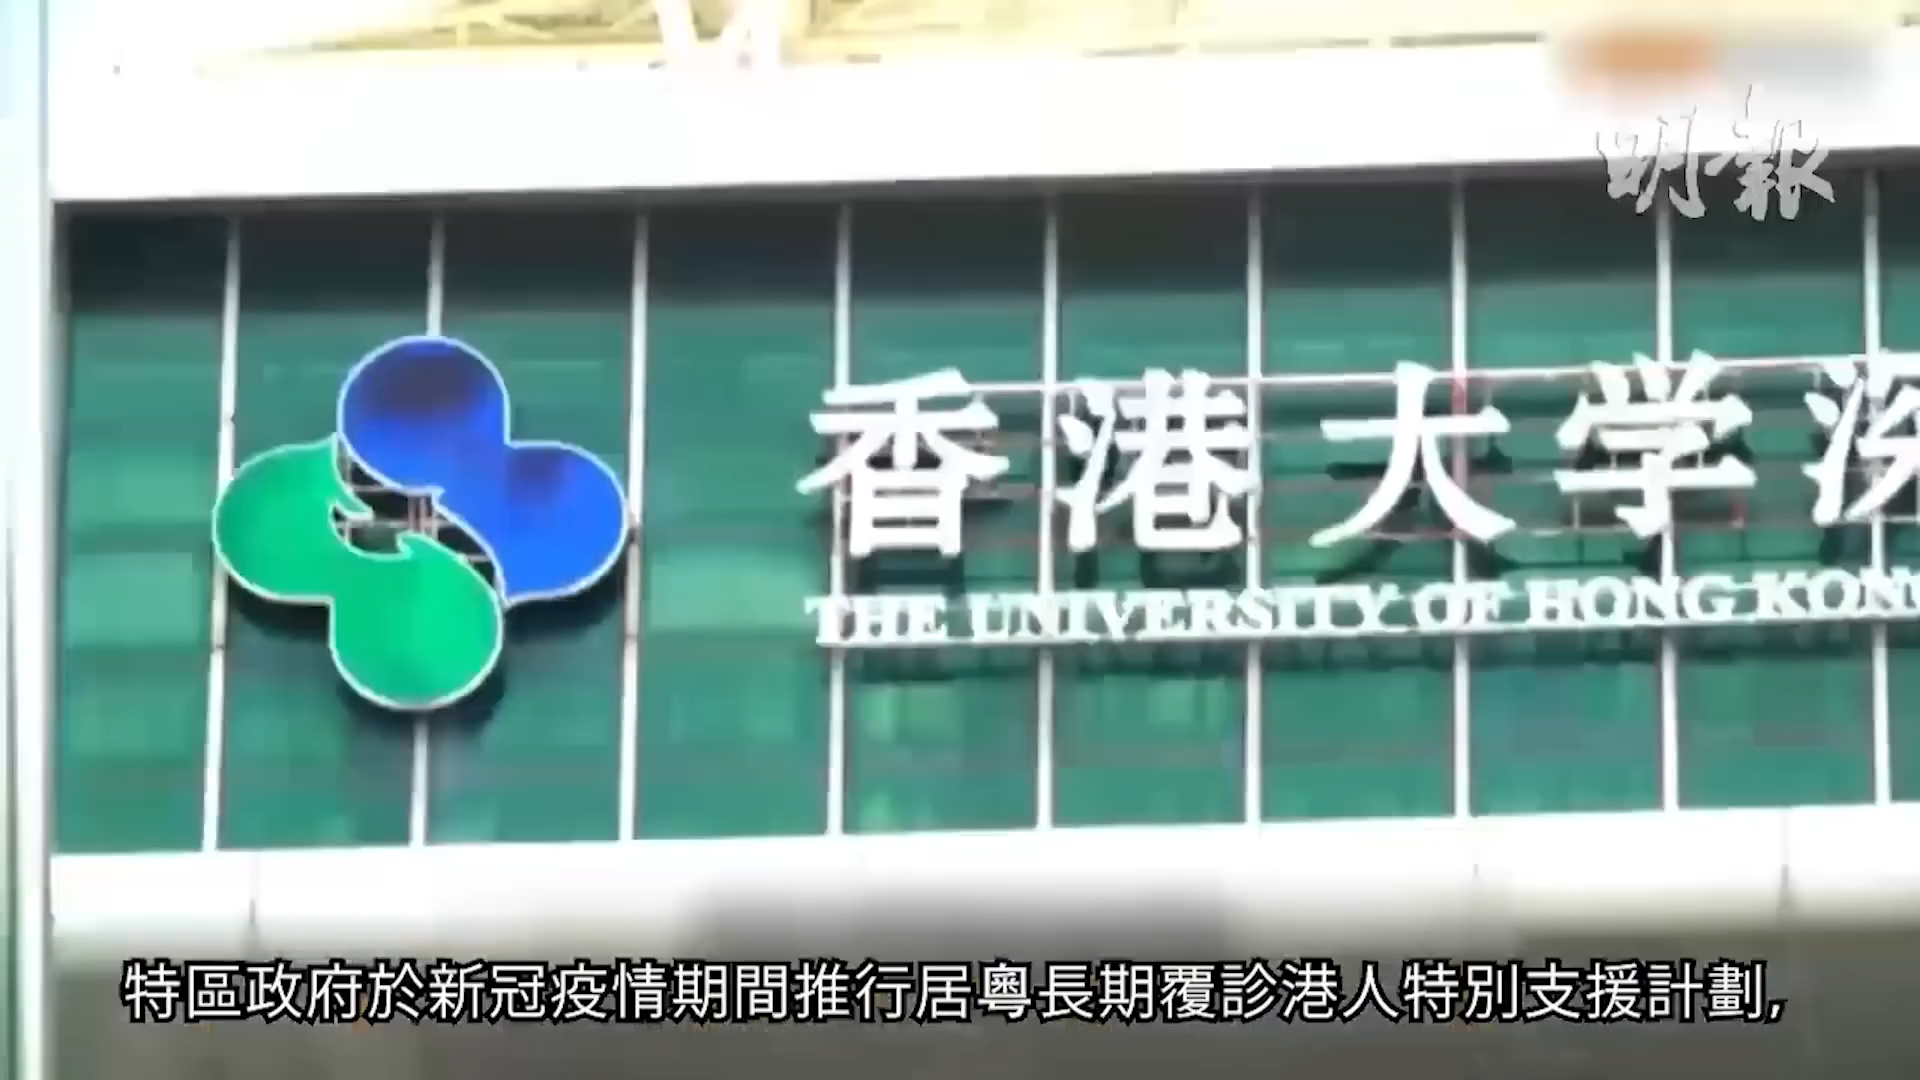 明報
香港大学深
THE UNIVERSITY OF HONG KONG
特區政府於新冠疫情期間推行居粵長期覆診港人特別支援計劃,